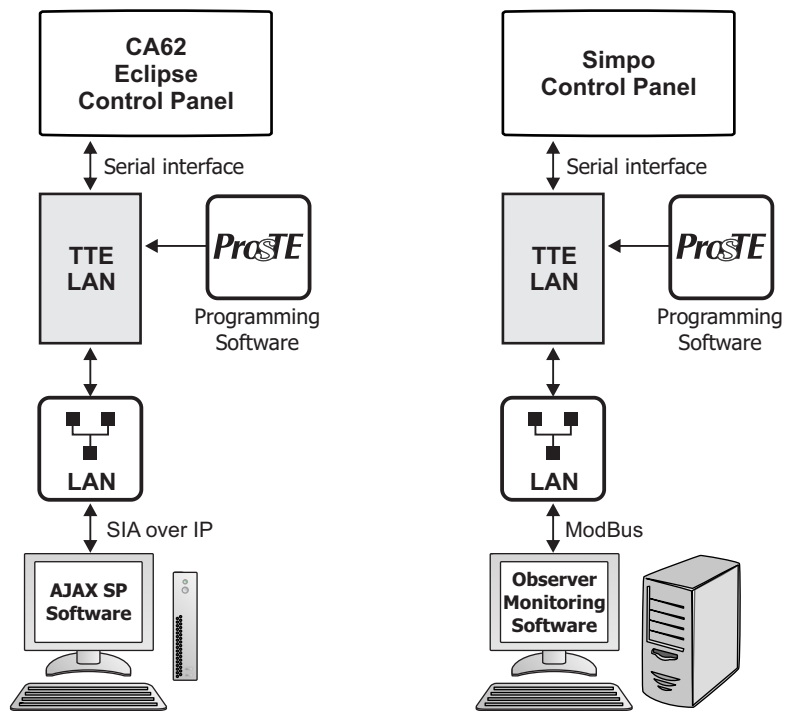 CA62
Eclipse
Control Panel
Serial interface
TTE
LAN
ProsTE
Programming
Software
LAN
SIA over IP
AJAX SP
Software
Simpo
Control Panel
Serial interface
TTE
LAN
ProsTE
Programming
Software
LAN
ModBus
Observer
Monitoring
Software